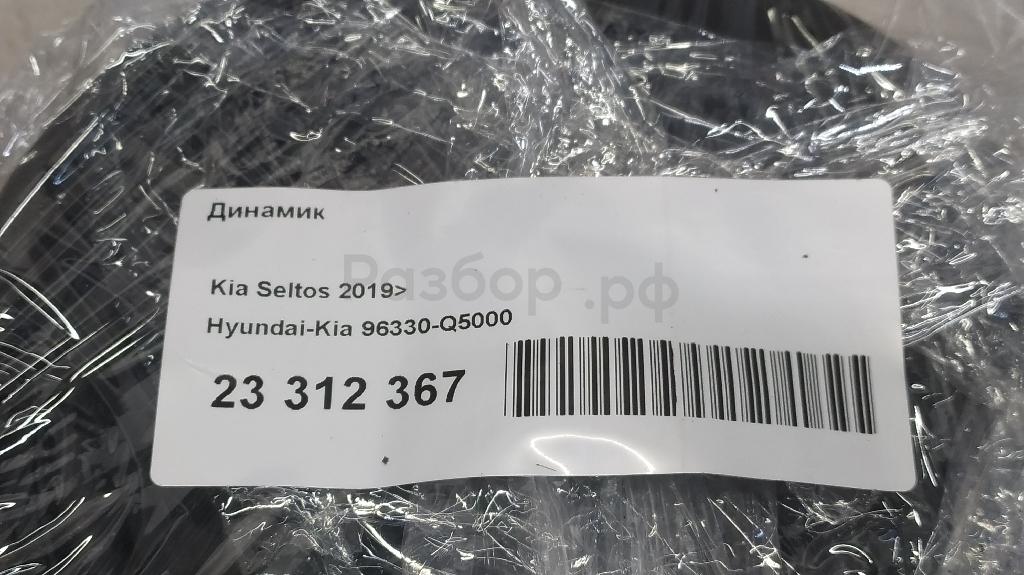 Динамик
Разбор.рф
Kia Seltos 2019>
Hyundai-Kia 96330-Q5000
23 312 367